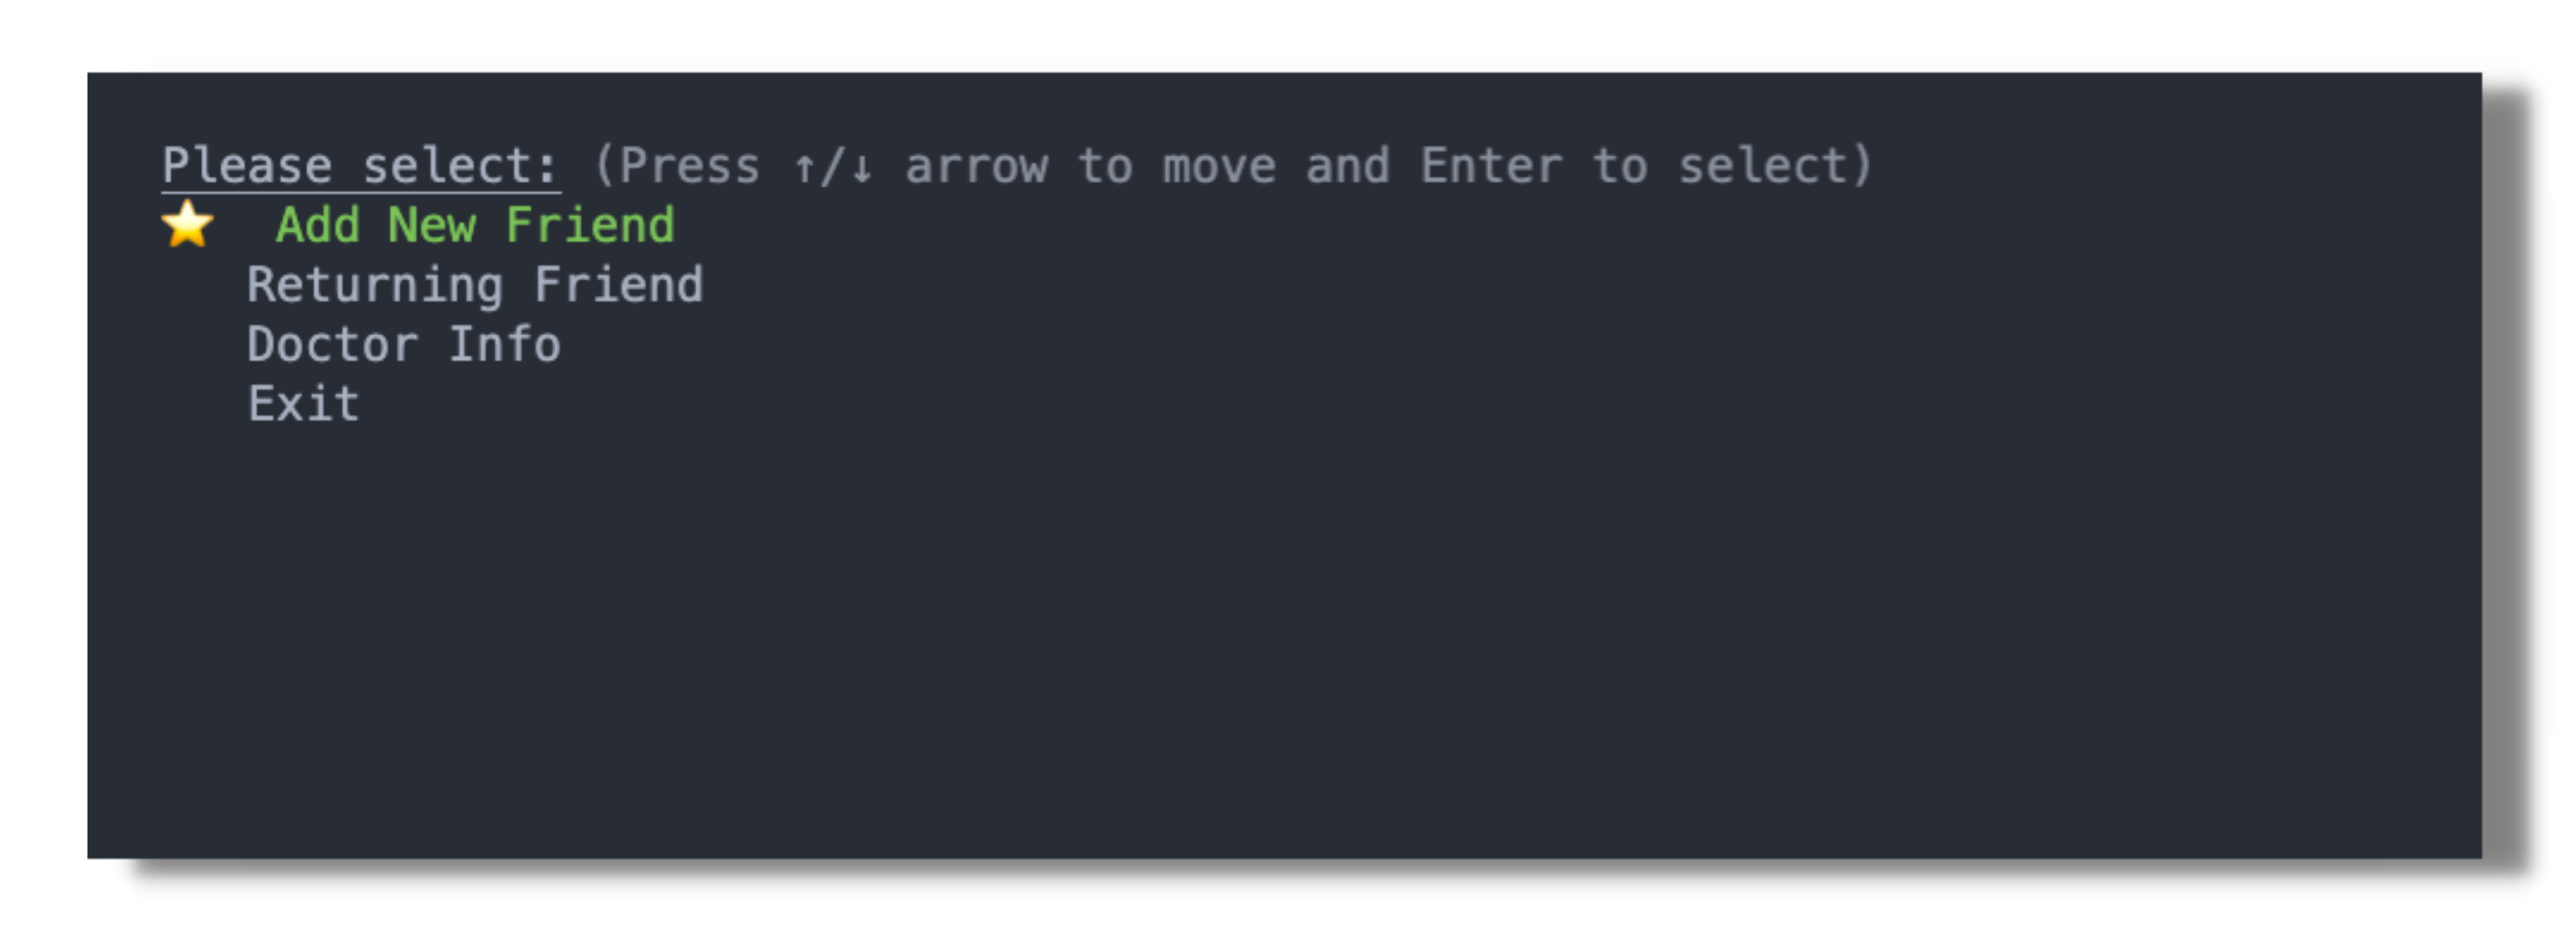 Please select: (Press ↑/↓ arrow to move and Enter to select)
⭐ Add New Friend
Returning Friend
Doctor Info
Exit